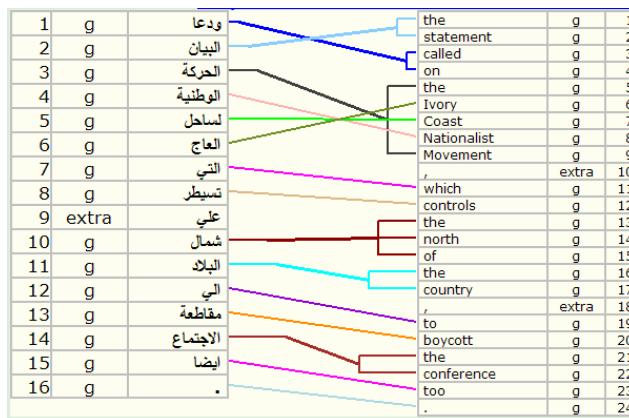 1 g ودعا
2 g البيان
3 g الحركة
4 g الوطنية
5 g لساحل
6 g العاج
7 g التي
8 g تسيطر
9 extra علي
10 g شمال
11 g البلاد
12 g الي
13 g مقاطعة
14 g الاجتماع
15 g ايضا
16 g .
the g 1
statement g 2
called g 3
on g 4
the g 5
Ivory g 6
Coast g 7
Nationalist g 8
Movement g 9
, extra 10
which g 11
controls g 12
the g 13
north g 14
of g 15
the g 16
country g 17
, extra 18
to g 19
boycott g 20
the g 21
conference g 22
too g 23
. g 24